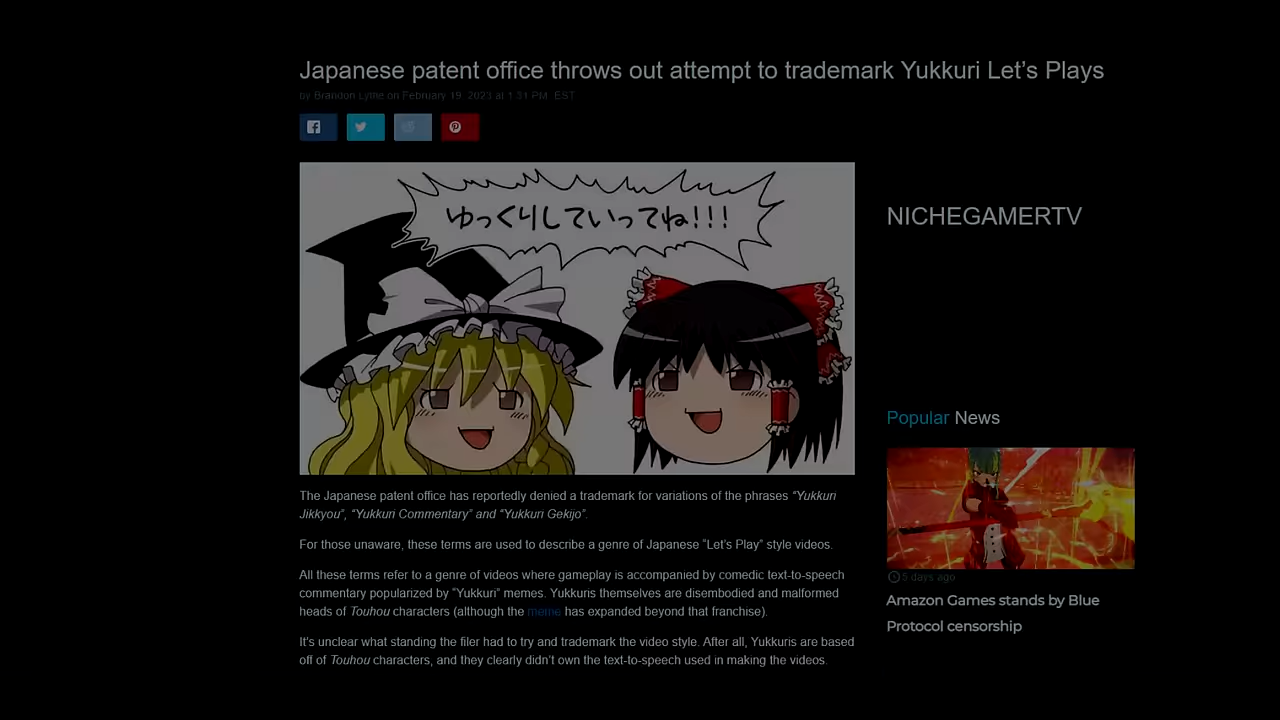 Japanese patent office throws out attempt to trademark Yukkuri Let's Plays
by Brandon Lyttle on February 19, 2023 at 1:31 PM, EST
ゆっくりしていってね!!!
NICHEGAMERTV
Popular News
The Japanese patent office has reportedly denied a trademark for variations of the phrases “Yukkuri
Jikkyou”, “Yukkuri Commentary” and “Yukkuri Gekijo”.
For those unaware, these terms are used to describe a genre of Japanese “Let’s Play” style videos.
All these terms refer to a genre of videos where gameplay is accompanied by comedic text-to-speech
commentary popularized by “Yukkuri” memes. Yukkuris themselves are disembodied and malformed
heads of Touhou characters (although the meme has expanded beyond that franchise).
It’s unclear what standing the filer had to try and trademark the video style. After all, Yukkuris are based
off of Touhou characters, and they clearly didn’t own the text-to-speech used in making the videos.
5 days ago
Amazon Games stands by Blue
Protocol censorship